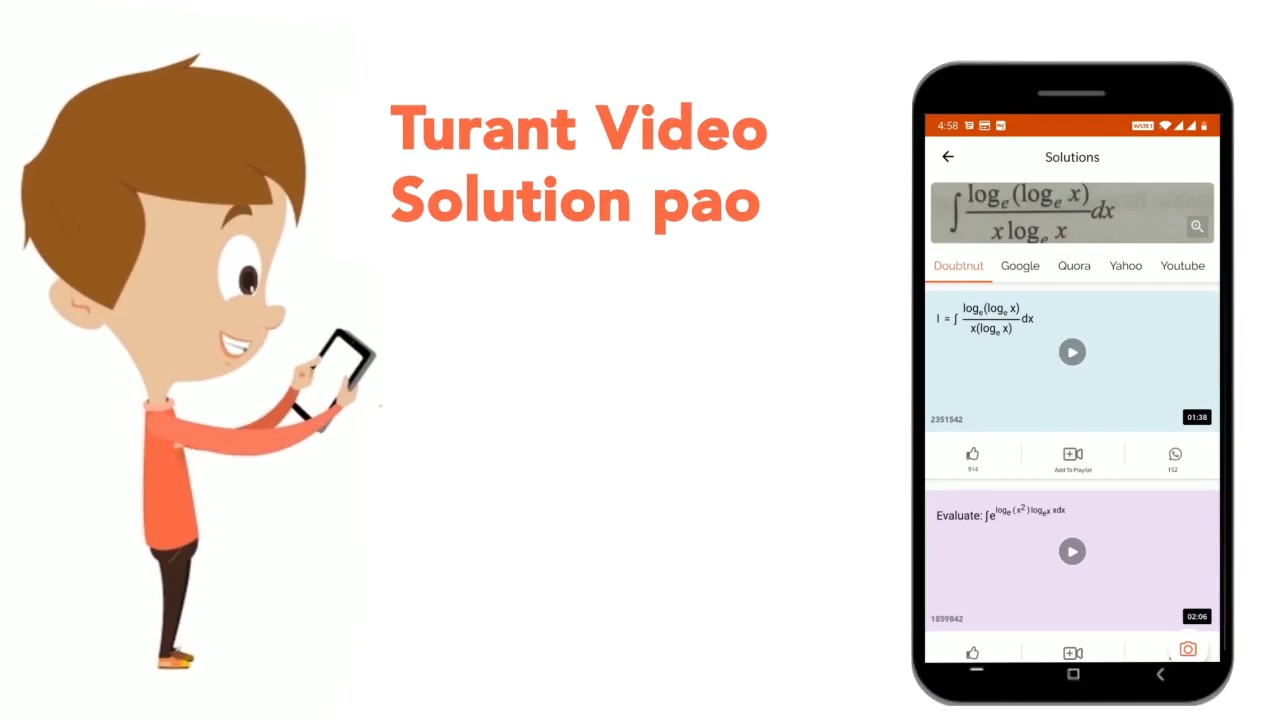 Turant Video
Solution pao
4:58
VoLTE1
Solutions
∫ logₑ(logₑ x) / x logₑ x dx
Doubtnut Google Quora Yahoo Youtube
I = ∫ logₑ(logₑ x) / x(logₑ x) dx
2351542 01:38
914 Add To Playlist 152
Evaluate: ∫e^logₑ(x²)logₑx xdx
1859842 02:06